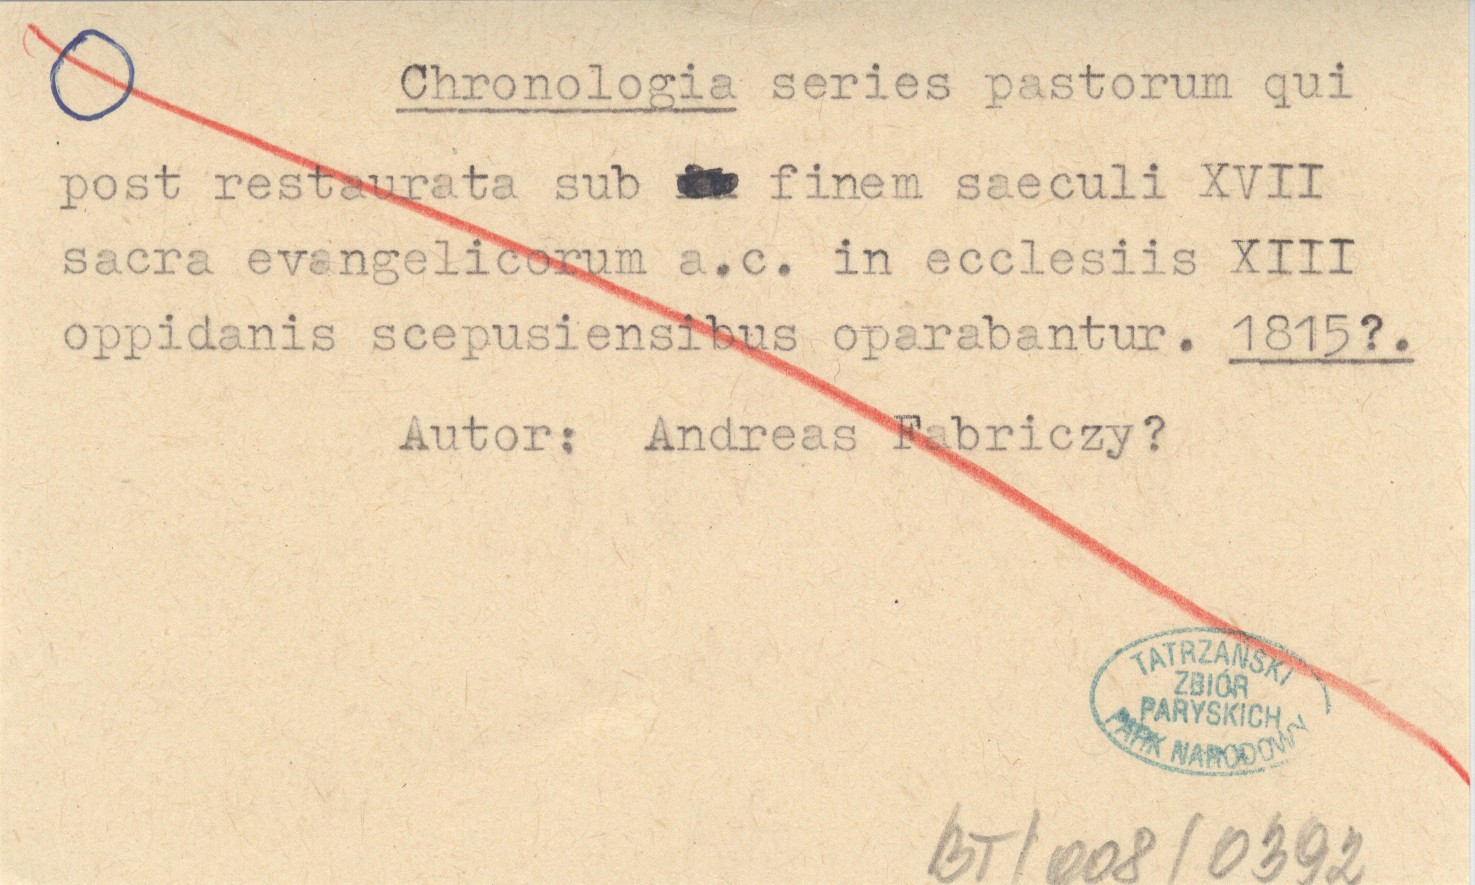 Chronologia series pastorum qui
post restaurata sub finem saeculi XVII
sacra evangelicorum a.c. in ecclesiis XIII
oppidanis scepusiensibus oparabantur. 1815?.
Autor: Andreas Fabriczy?
TATRZAŃSKI
ZBIÓR
PARYSKICH
PARK NARODOWY
BT/008/0392